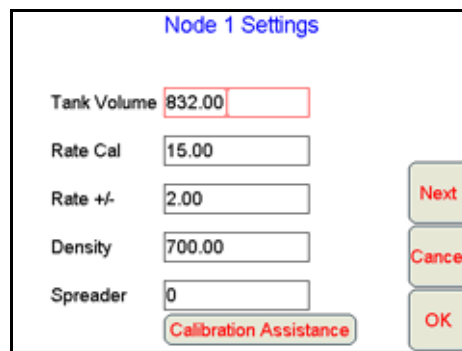 Node 1 Settings
Tank Volume 832.00
Rate Cal 15.00
Rate +/- 2.00
Next
Density 700.00
Cance
Spreader 0
Calibration Assistance
OK